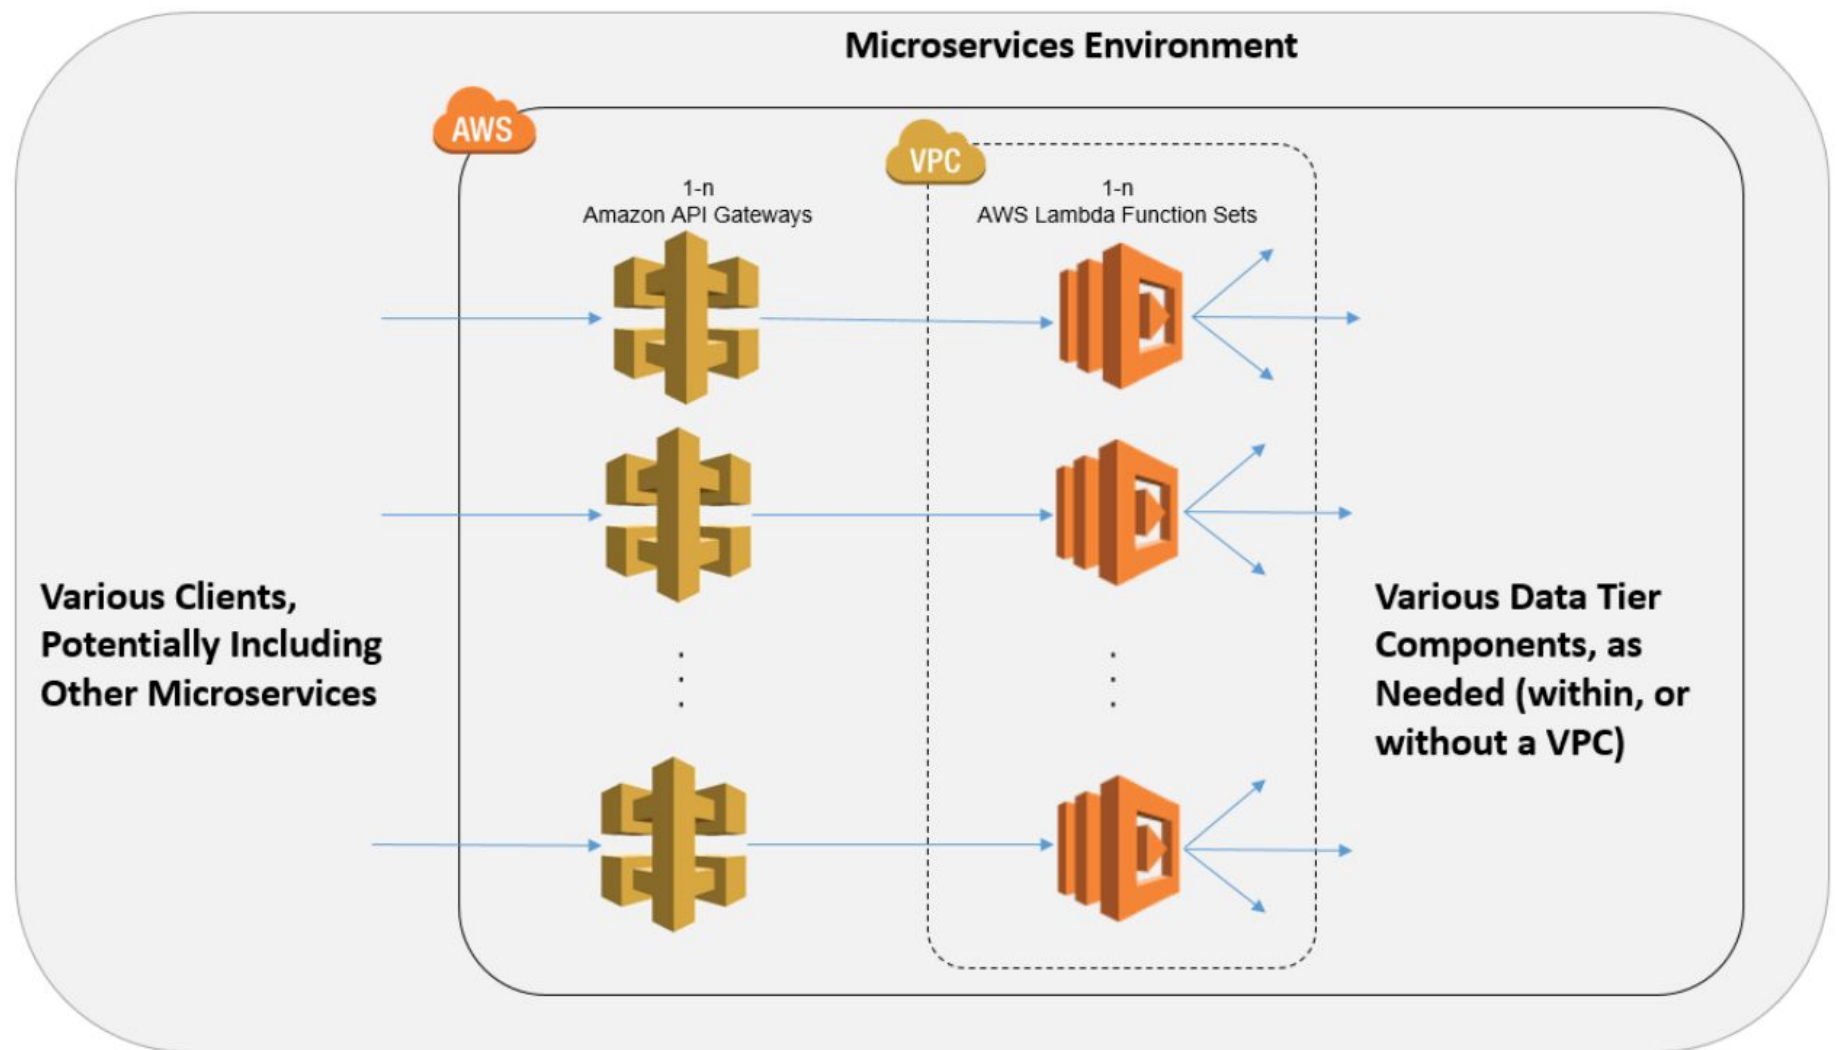 Microservices Environment
AWS
VPC
1-n
Amazon API Gateways
1-n
AWS Lambda Function Sets
Various Clients,
Potentially Including
Other Microservices
Various Data Tier
Components, as
Needed (within, or
without a VPC)